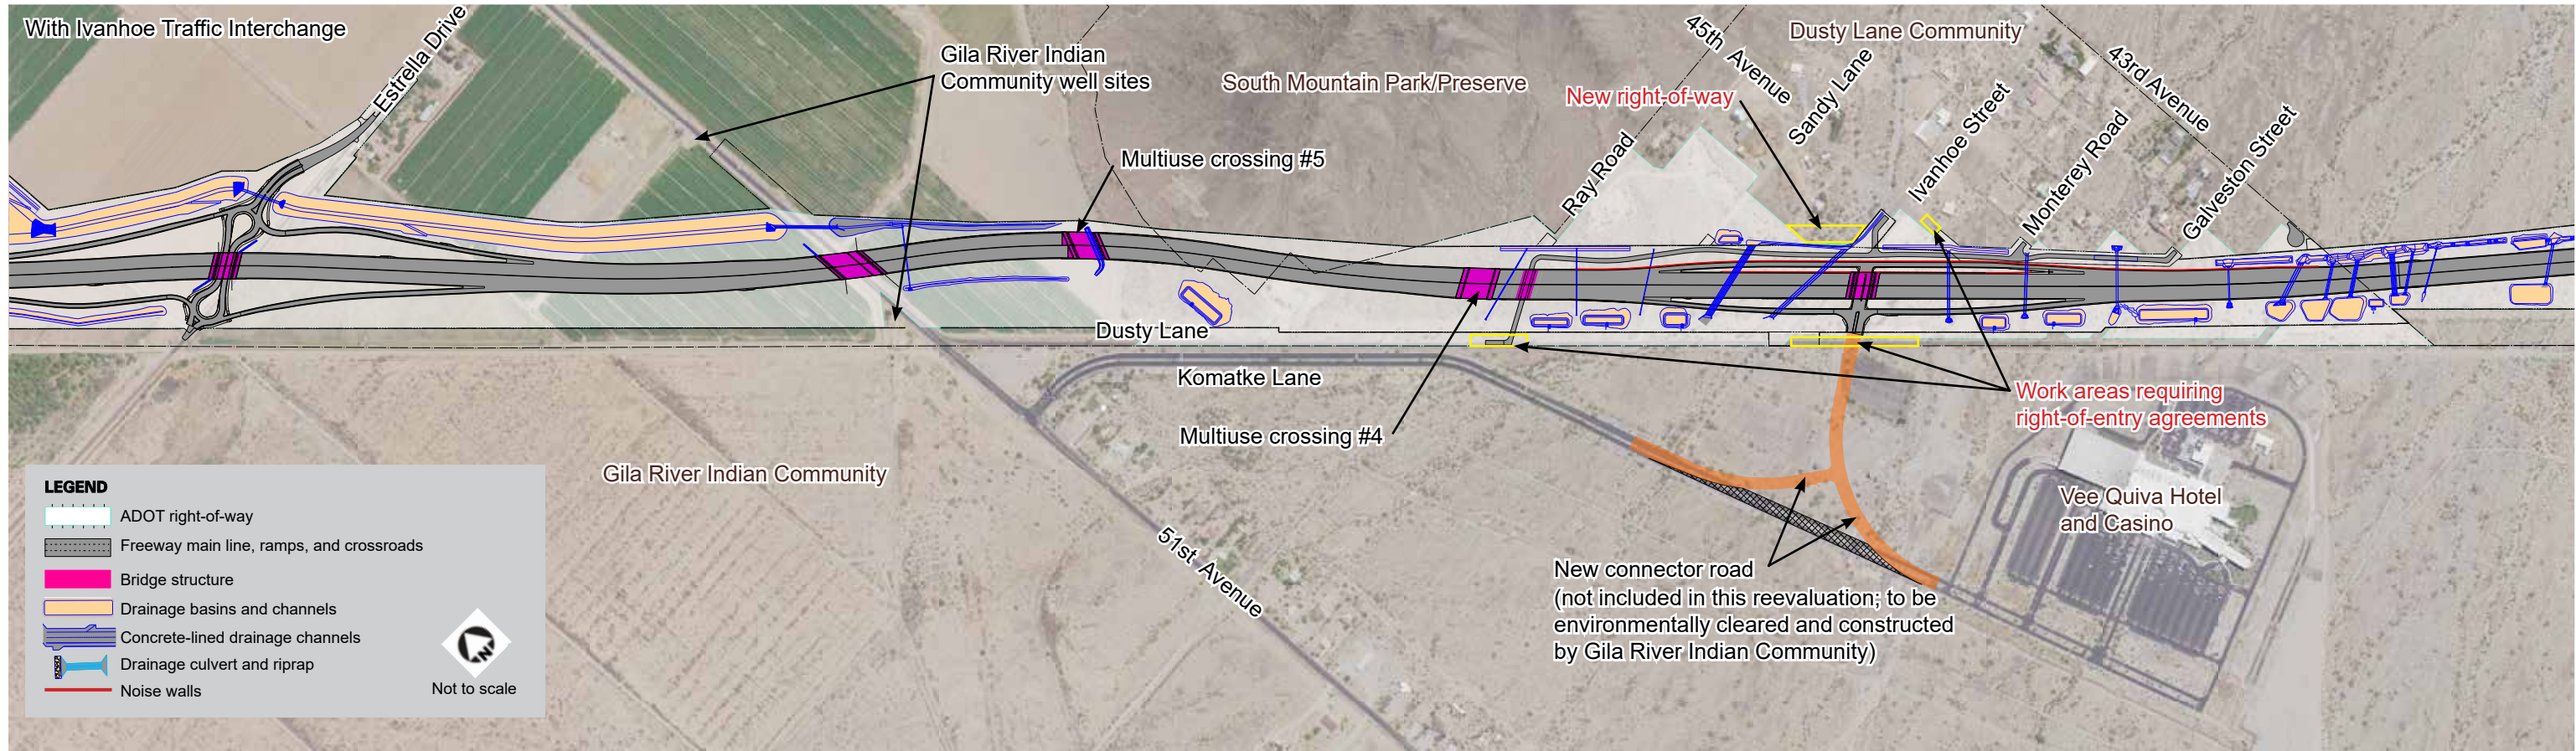 With Ivanhoe Traffic Interchange
Estrella Drive
Gila River Indian
Community well sites
South Mountain Park/Preserve
Multiuse crossing #5
New right-of-way
45th Avenue
Dusty Lane Community
Sandy Lane
Ivanhoe Street
43rd Avenue
Monterey Road
Galveston Street
Ray Road
Dusty Lane
Komatke Lane
Multiuse crossing #4
Work areas requiring
right-of-entry agreements
Gila River Indian Community
51st Avenue
Vee Quiva Hotel
and Casino
New connector road
(not included in this reevaluation; to be
environmentally cleared and constructed
by Gila River Indian Community)
LEGEND
ADOT right-of-way
Freeway main line, ramps, and crossroads
Bridge structure
Drainage basins and channels
Concrete-lined drainage channels
Drainage culvert and riprap
Noise walls
N
Not to scale